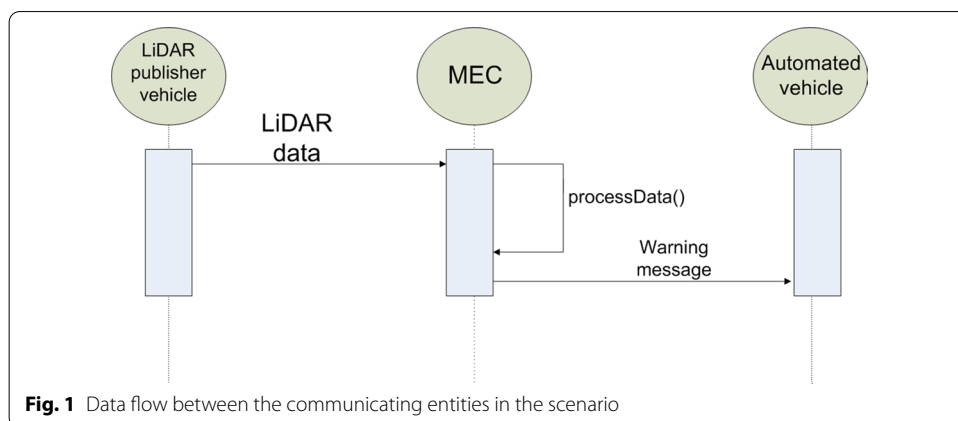 LiDAR
publisher
vehicle
MEC
Automated
vehicle
LiDAR
data
processData()
Warning
message
Fig. 1 Data flow between the communicating entities in the scenario